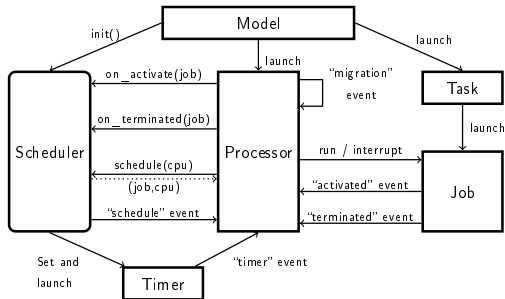 Model
init()
launch
launch
on_activate(job)
"migration"
event
Task
on_terminated(job)
launch
Scheduler
schedule(cpu)
(job,cpu)
Processor
run / interrupt
"activated" event
Job
"schedule" event
"terminated" event
Set and
launch
"timer" event
Timer